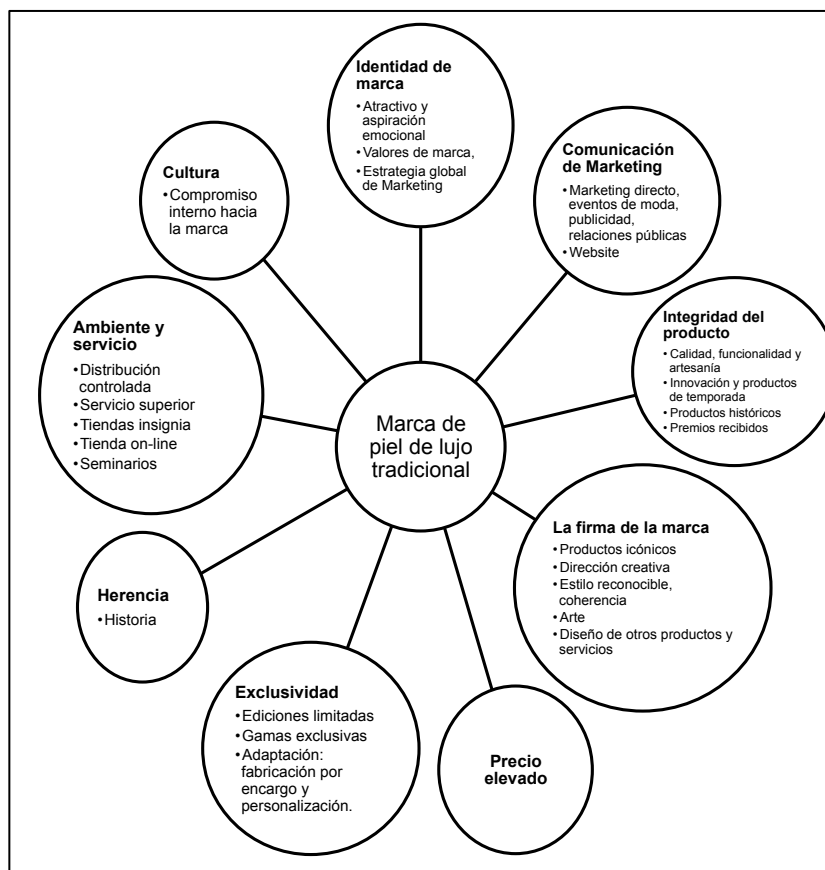 Identidad de
marca
• Atractivo y
aspiración
emocional
• Valores de marca,
• Estrategia global
de Marketing
Comunicación
de Marketing
• Marketing directo,
eventos de moda,
publicidad,
relaciones públicas
• Website
Integridad del
producto
• Calidad, funcionalidad y
artesanía
• Innovación y productos
de temporada
• Productos históricos
• Premios recibidos
La firma de la marca
• Productos icónicos
• Dirección creativa
• Estilo reconocible,
coherencia
• Arte
• Diseño de otros productos y
servicios
Precio
elevado
Exclusividad
• Ediciones limitadas
• Gamas exclusivas
• Adaptación:
fabricación por
encargo y
personalización.
Herencia
• Historia
Ambiente y
servicio
• Distribución
controlada
• Servicio superior
• Tiendas insignia
• Tienda on-line
• Seminarios
Cultura
• Compromiso
interno hacia
la marca
Marca de
piel de lujo
tradicional